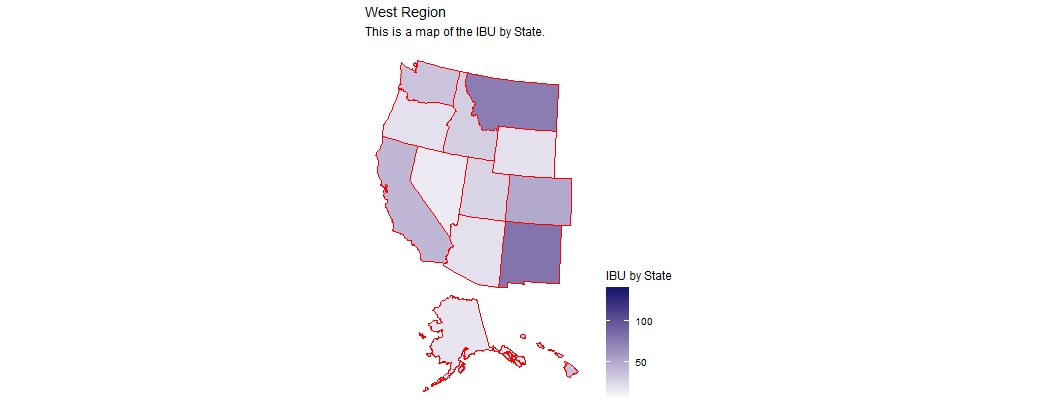 West Region
This is a map of the IBU by State.
IBU by State
100
50